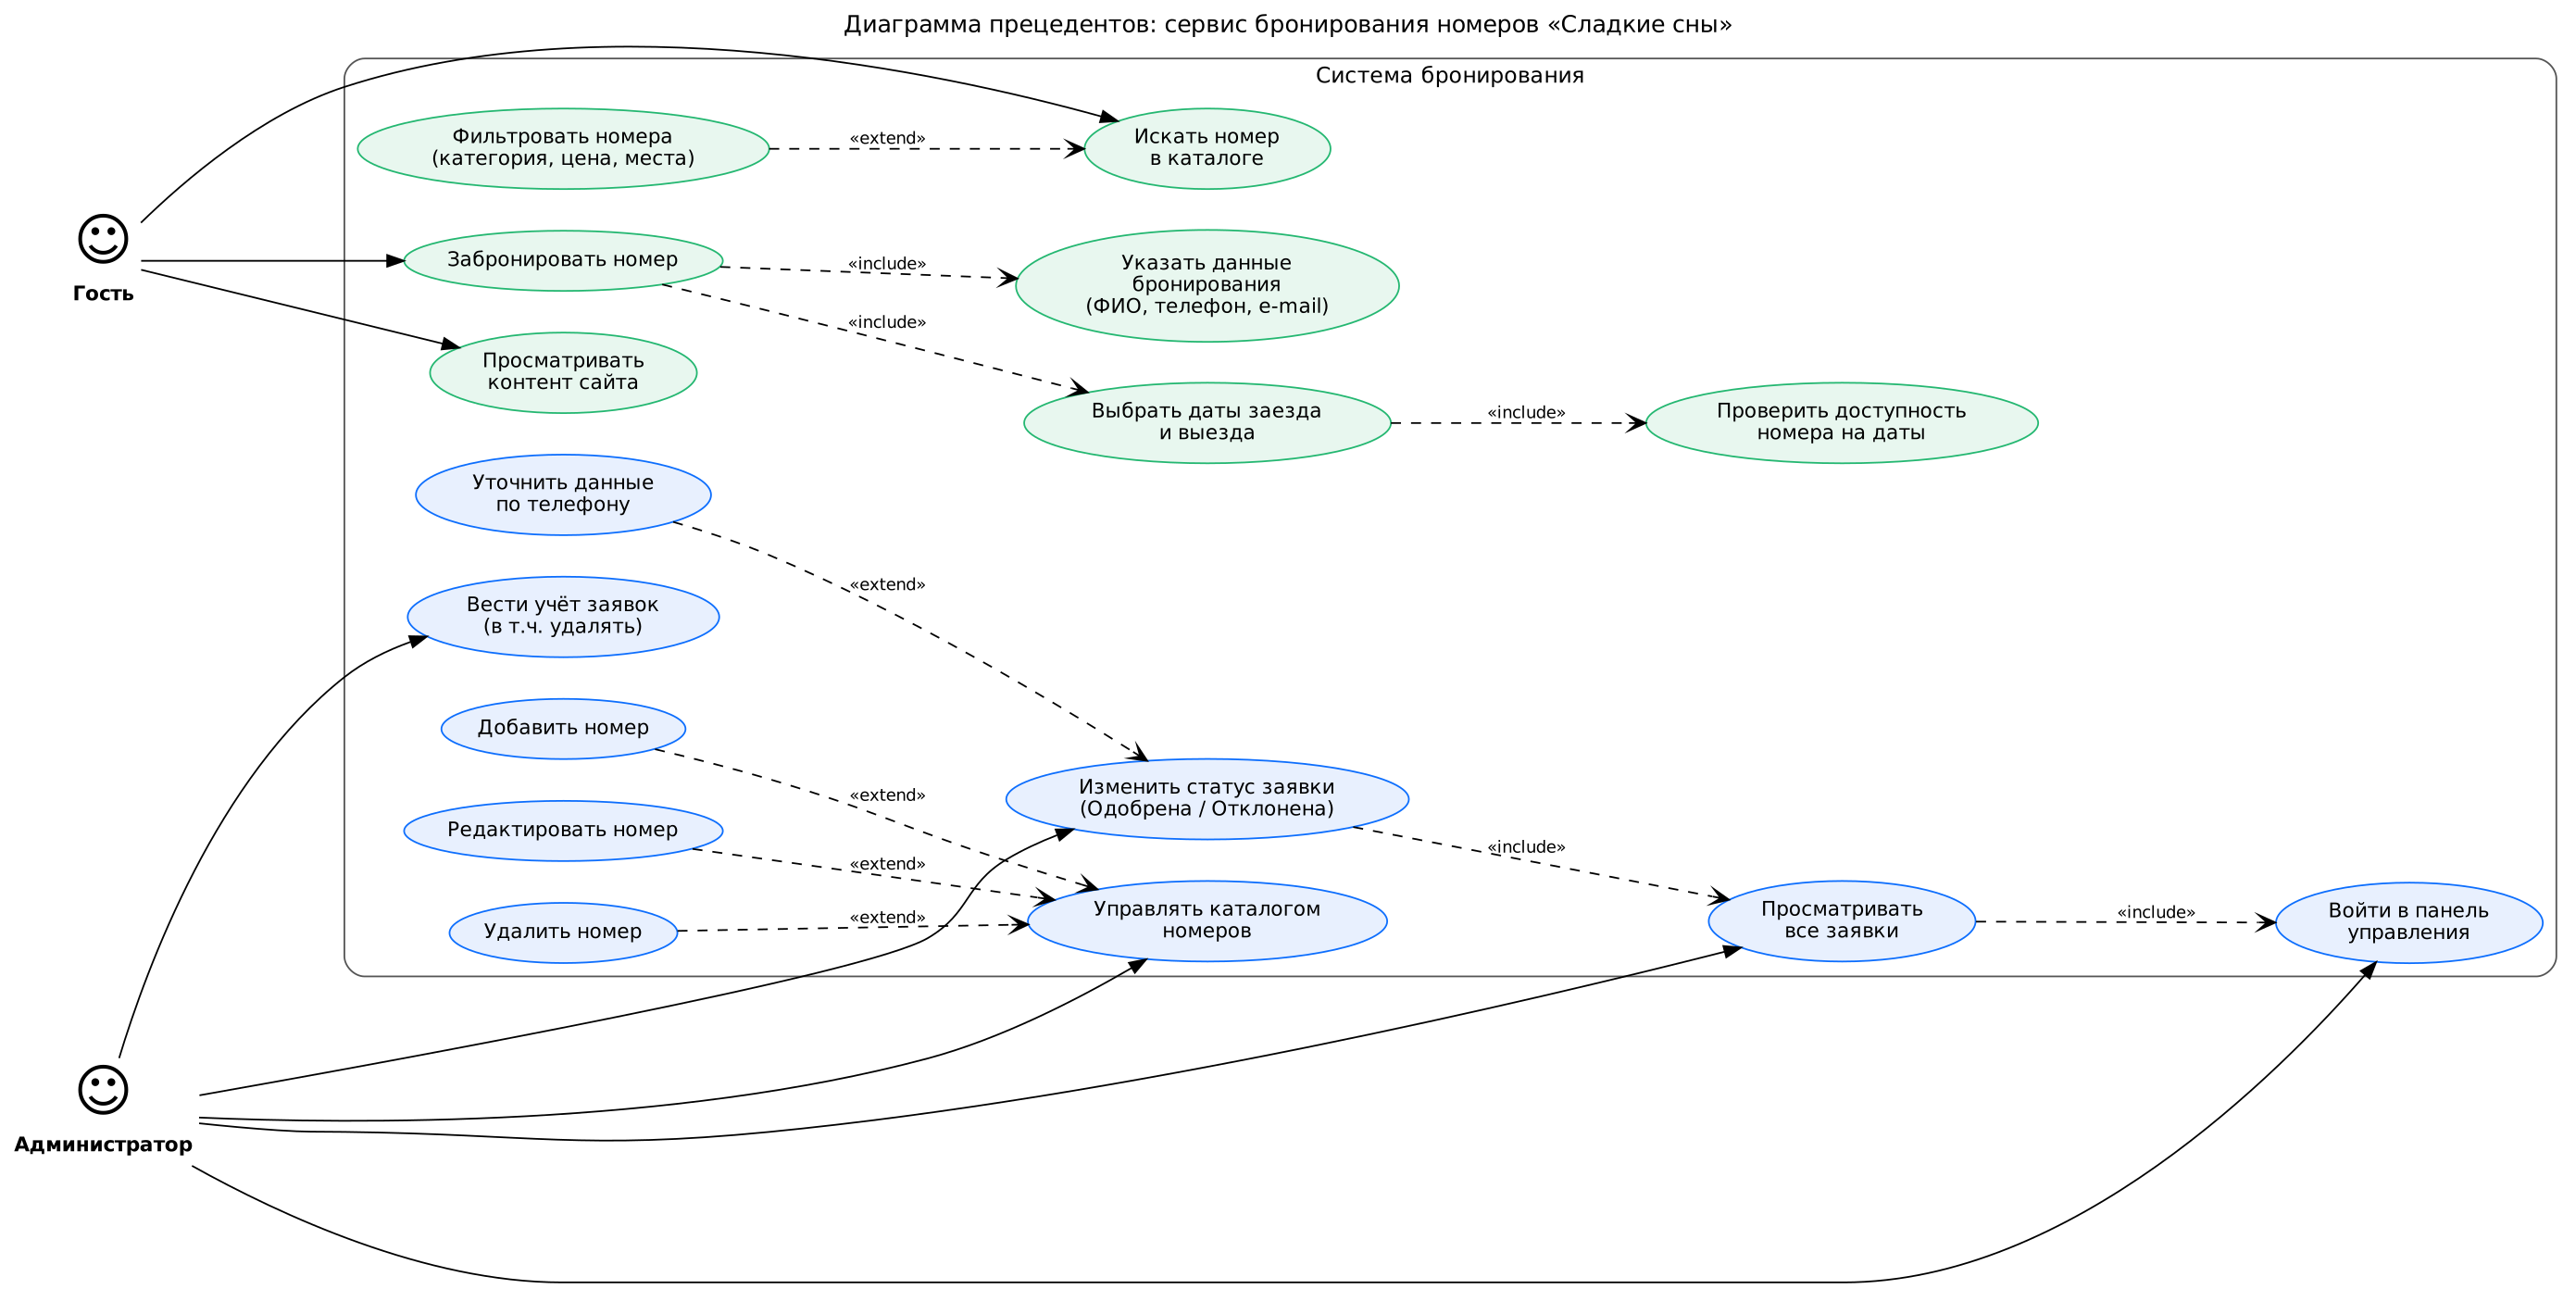 Диаграмма прецедентов: сервис бронирования номеров «Сладкие сны»
Система бронирования
Фильтровать номера
(категория, цена, места)
«extend»
Искать номер
в каталоге
Гость
Забронировать номер
«include»
Указать данные
бронирования
(ФИО, телефон, e-mail)
«include»
Просматривать
контент сайта
Выбрать даты заезда
и выезда
«include»
Проверить доступность
номера на даты
Уточнить данные
по телефону
«extend»
Вести учёт заявок
(в т.ч. удалять)
Добавить номер
«extend»
Изменить статус заявки
(Одобрена / Отклонена)
«include»
Редактировать номер
«extend»
Управлять каталогом
номеров
Удалить номер
«extend»
Просматривать
все заявки
«include»
Войти в панель
управления
Администратор